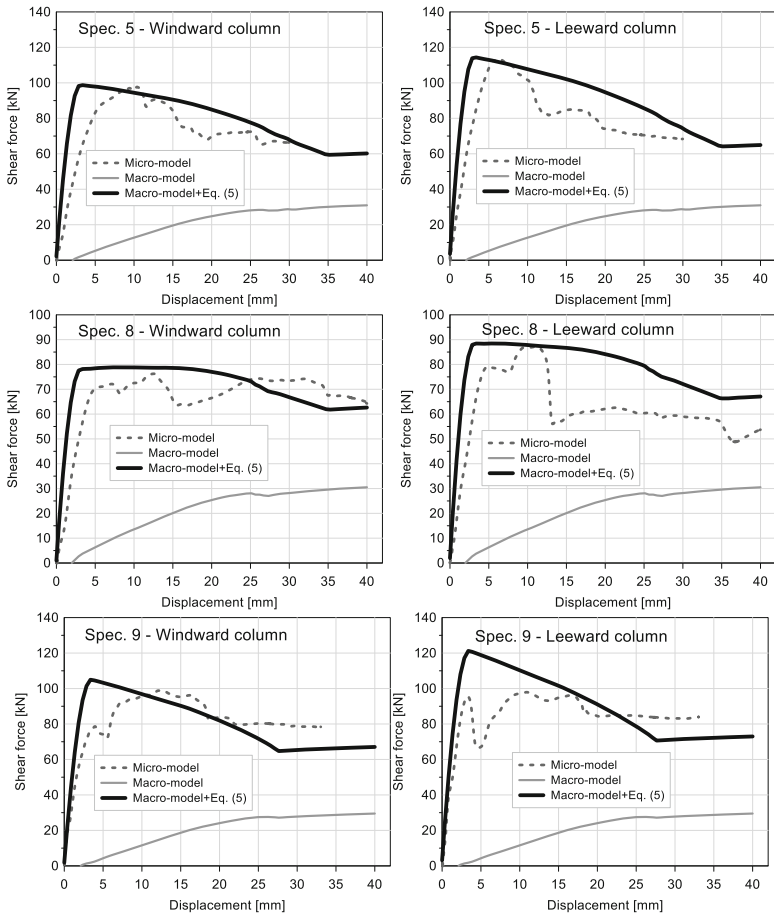 Spec. 5 - Windward column
Shear force [kN]
140
120
100
80
60
40
20
0
Micro-model
Macro-model
Macro-model+Eq. (5)
0 5 10 15 20 25 30 35 40
Displacement [mm]
Spec. 5 - Leeward column
Shear force [kN]
140
120
100
80
60
40
20
0
Micro-model
Macro-model
Macro-model+Eq. (5)
0 5 10 15 20 25 30 35 40
Displacement [mm]
Spec. 8 - Windward column
Shear force [kN]
100
90
80
70
60
50
40
30
20
10
0
Micro-model
Macro-model
Macro-model+Eq. (5)
0 5 10 15 20 25 30 35 40
Displacement [mm]
Spec. 8 - Leeward column
Shear force [kN]
100
90
80
70
60
50
40
30
20
10
0
Micro-model
Macro-model
Macro-model+Eq. (5)
0 5 10 15 20 25 30 35 40
Displacement [mm]
Spec. 9 - Windward column
Shear force [kN]
140
120
100
80
60
40
20
0
Micro-model
Macro-model
Macro-model+Eq. (5)
0 5 10 15 20 25 30 35 40
Displacement [mm]
Spec. 9 - Leeward column
Shear force [kN]
140
120
100
80
60
40
20
0
Micro-model
Macro-model
Macro-model+Eq. (5)
0 5 10 15 20 25 30 35 40
Displacement [mm]